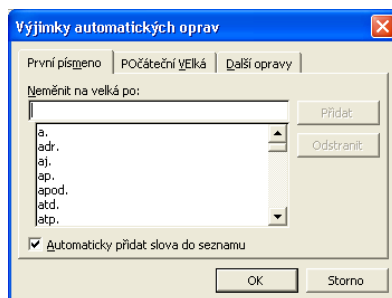 Výjimky automatických oprav
První písmeno
POčáteční VElká
Další opravy
Neměnit na velká po:
Přidat
a.
adr.
aj.
ap.
apod.
atd.
atp.
Odstranit
Automaticky přidat slova do seznamu
OK
Storno